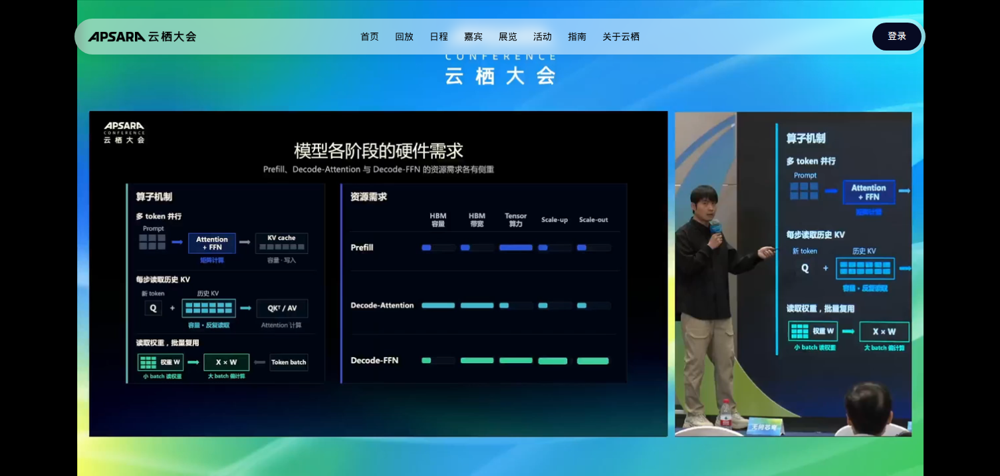 APSARA 云栖大会
首页 回放 日程 嘉宾 展览 活动 指南 关于云栖
登录
CONFERENCE
云栖大会
APSARA
CONFERENCE
云栖大会
模型各阶段的硬件需求
Prefill、Decode-Attention 与 Decode-FFN 的资源需求各有侧重
算子机制
多 token 并行
Prompt
Attention
+ FFN
KV cache
矩阵计算
容量 · 写入
每步读取历史 KV
新 token
历史 KV
Q
+
QKᵀ / AV
容量 · 反复读取
Attention 计算
读取权重，批量复用
权重 W
X × W
Token batch
小 batch 读权重
大 batch 偏计算
资源需求
HBM
容量
HBM
带宽
Tensor
算力
Scale-up
Scale-out
Prefill
Decode-Attention
Decode-FFN
算子机制
多 token 并行
Prompt
Attention
+ FFN
矩阵计算
每步读取历史 KV
新 token
历史 KV
Q
+
容量 · 反复读取
读取权重，批量复用
权重 W
X × W
小 batch 读权重
大 batch 偏计算
无问芯穹